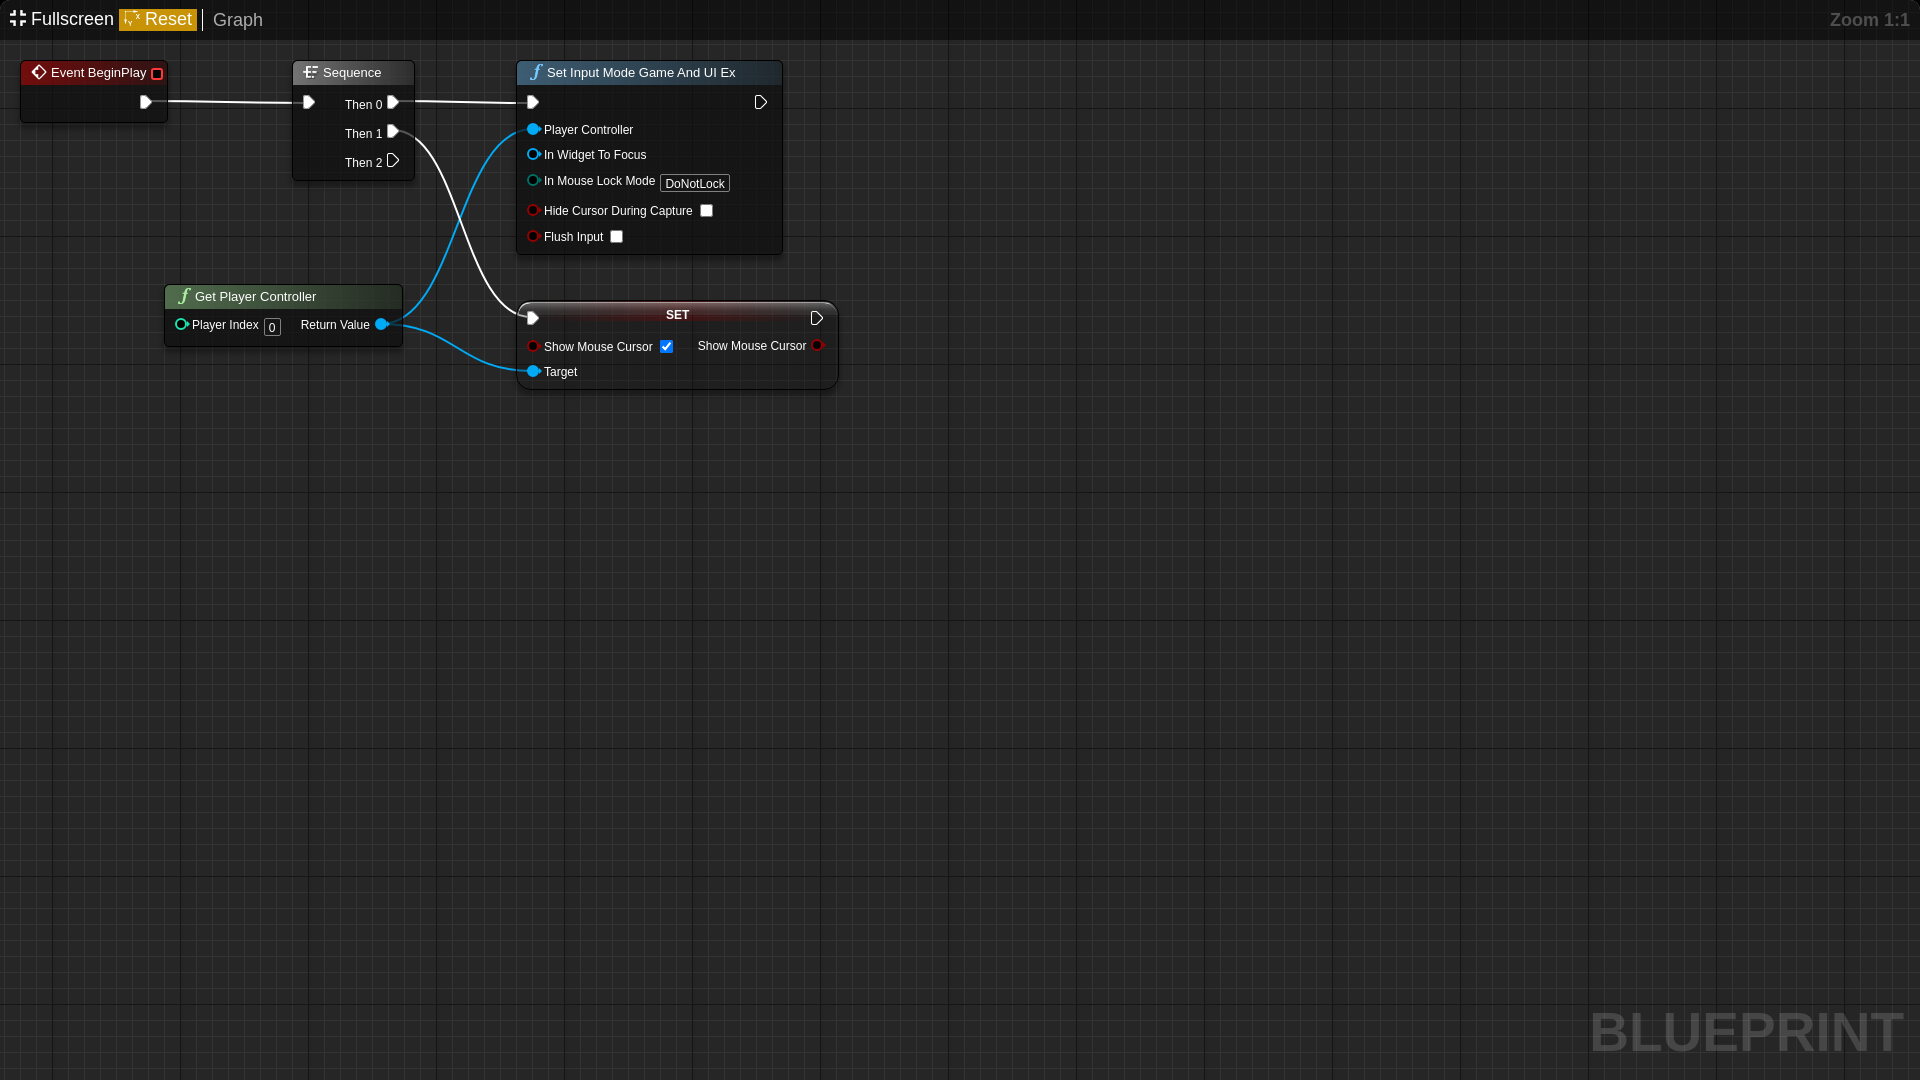 Fullscreen Reset Graph Zoom 1:1
Event BeginPlay
Sequence
Then 0
Then 1
Then 2
Set Input Mode Game And UI Ex
Player Controller
In Widget To Focus
In Mouse Lock Mode DoNotLock
Hide Cursor During Capture
Flush Input
Get Player Controller
Player Index 0 Return Value
SET
Show Mouse Cursor Show Mouse Cursor
Target
BLUEPRINT